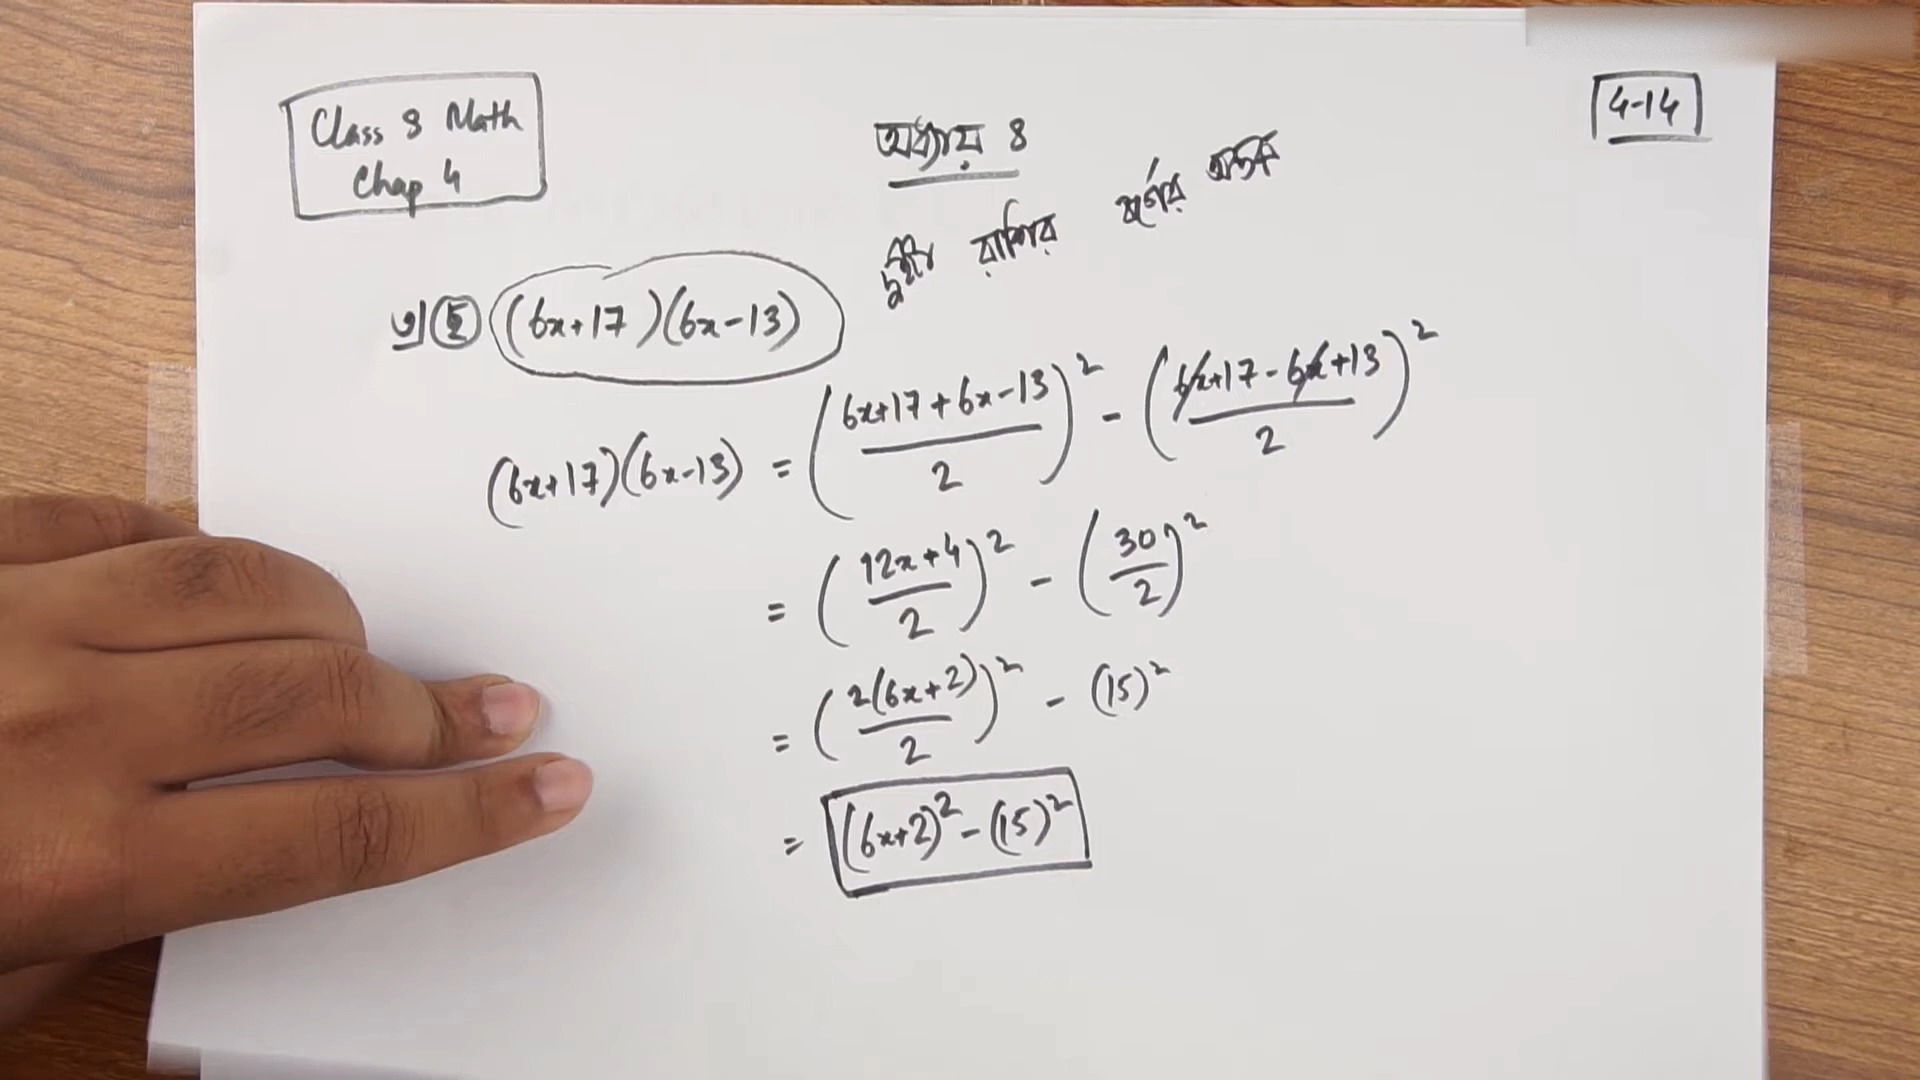 Class 8 Math
Chap 4
4-14
অধ্যায় ৪
দুইটি রাশির বর্গের অন্তর
প্র (ঙ) (6x+17)(6x-13)
(6x+17)(6x-13) = ((6x+17+6x-13)/2)² - ((6x+17-6x+13)/2)²
= ((12x+4)/2)² - (30/2)²
= (2(6x+2)/2)² - (15)²
= (6x+2)² - (15)²